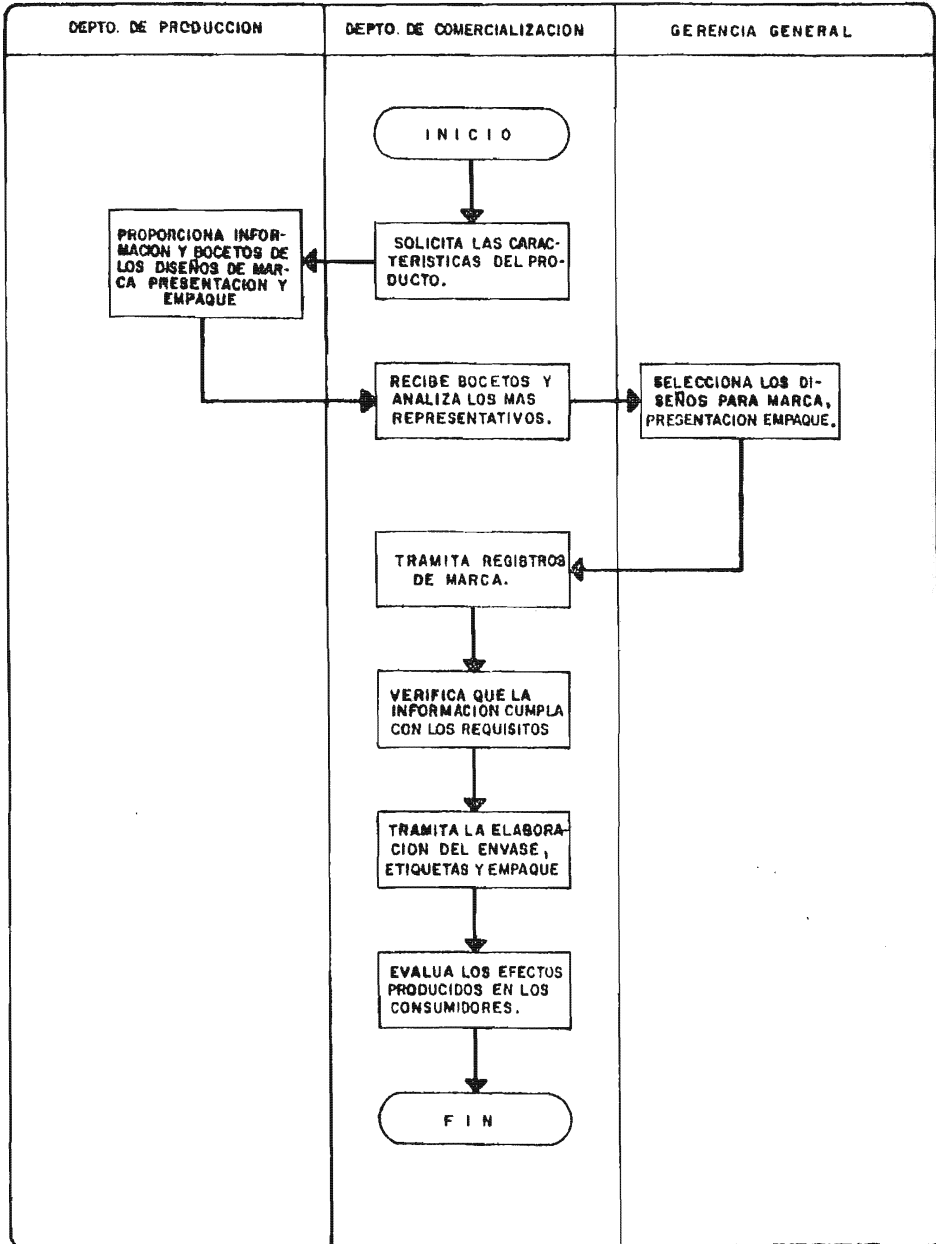 DEPTO. DE PRODUCCION
DEPTO. DE COMERCIALIZACION
GERENCIA GENERAL
INICIO
SOLICITA LAS CARAC-
TERISTICAS DEL PRO-
DUCTO.
PROPORCIONA INFOR-
MACION Y BOCETOS DE
LOS DISEÑOS DE MAR-
CA PRESENTACION Y
EMPAQUE
RECIBE BOCETOS Y
ANALIZA LOS MAS
REPRESENTATIVOS.
SELECCIONA LOS DI-
SEÑOS PARA MARCA,
PRESENTACION EMPAQUE.
TRAMITA REGISTROS
DE MARCA.
VERIFICA QUE LA
INFORMACION CUMPLA
CON LOS REQUISITOS
TRAMITA LA ELABORA-
CION DEL ENVASE,
ETIQUETAS Y EMPAQUE
EVALUA LOS EFECTOS
PRODUCIDOS EN LOS
CONSUMIDORES.
FIN